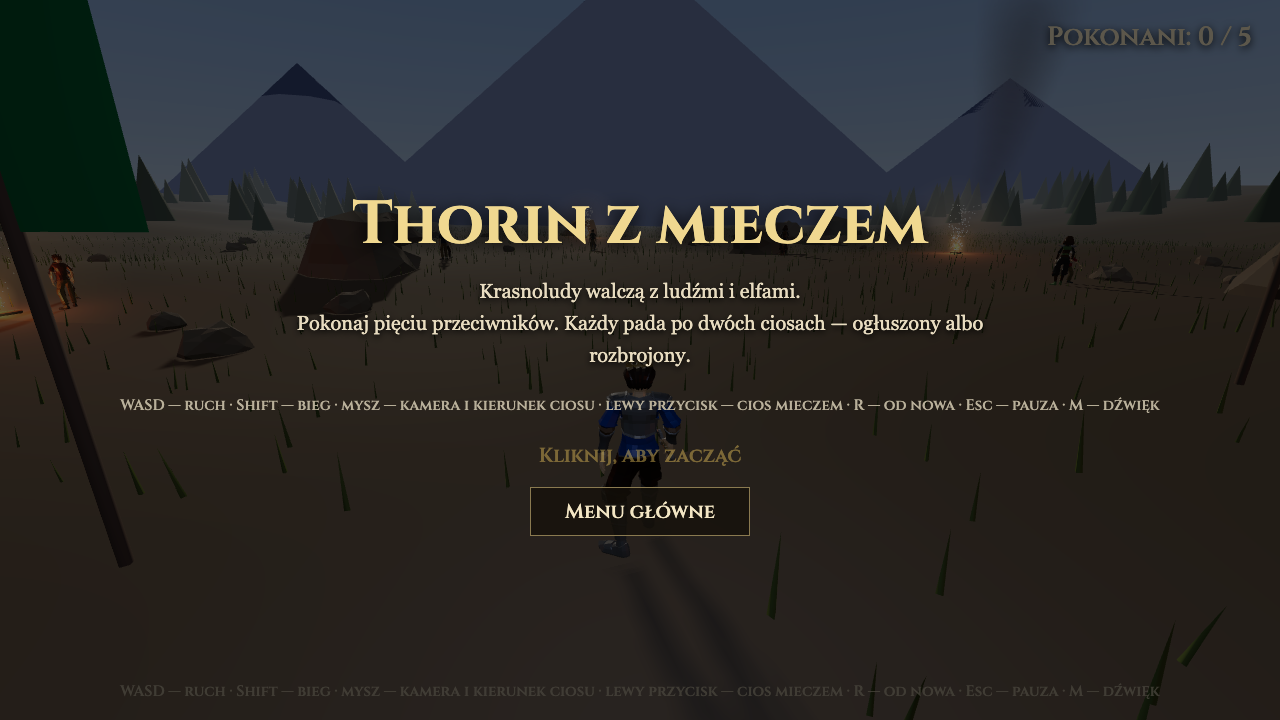 Pokonani: 0 / 5
Thorin z mieczem
Krasnoludy walczą z ludźmi i elfami.
Pokonaj pięciu przeciwników. Każdy pada po dwóch ciosach — ogłuszony albo
rozbrojony.
WASD — ruch · Shift — bieg · mysz — kamera i kierunek ciosu · lewy przycisk — cios mieczem · R — od nowa · Esc — pauza · M — dźwięk
Kliknij, aby zacząć
Menu główne
WASD — ruch · Shift — bieg · mysz — kamera i kierunek ciosu · lewy przycisk — cios mieczem · R — od nowa · Esc — pauza · M — dźwięk